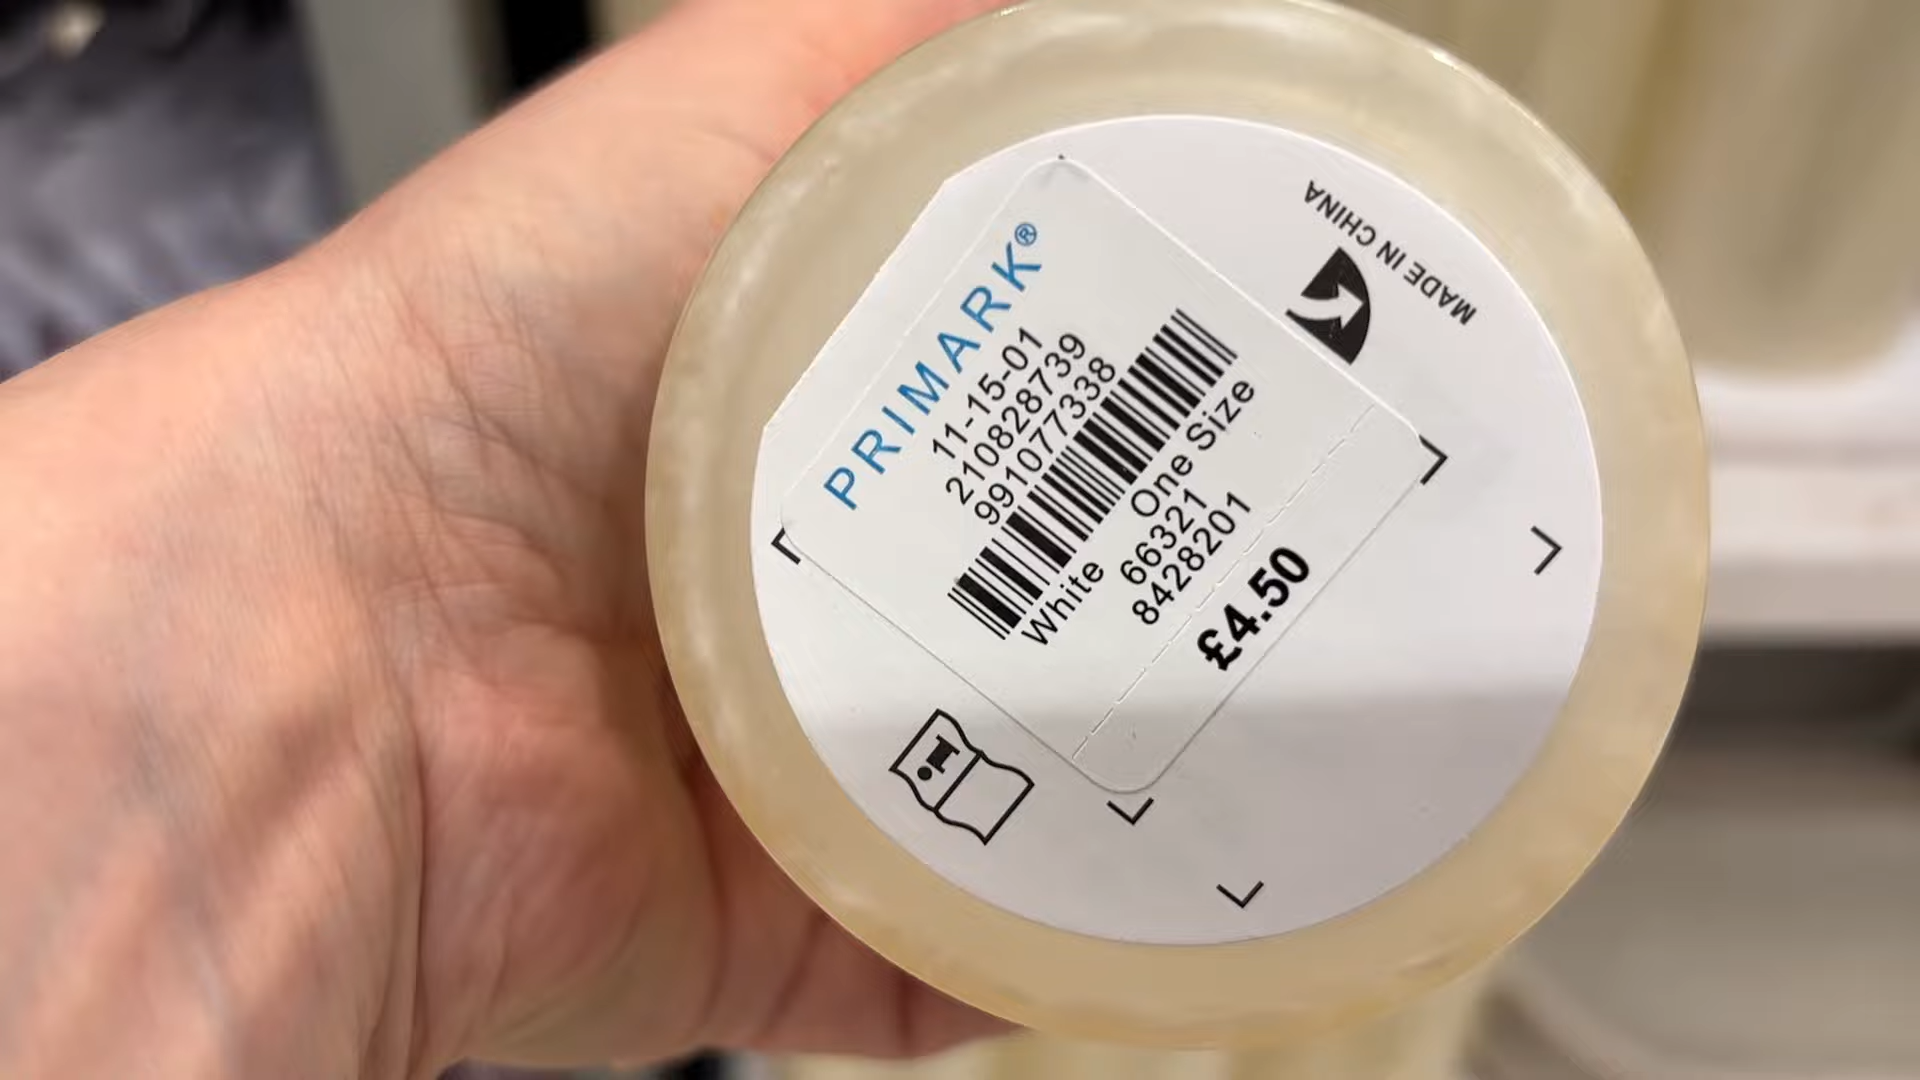 PRIMARK®
11-15-01
210828739
991077338
White One Size
66321
8428201
£4.50
MADE IN CHINA